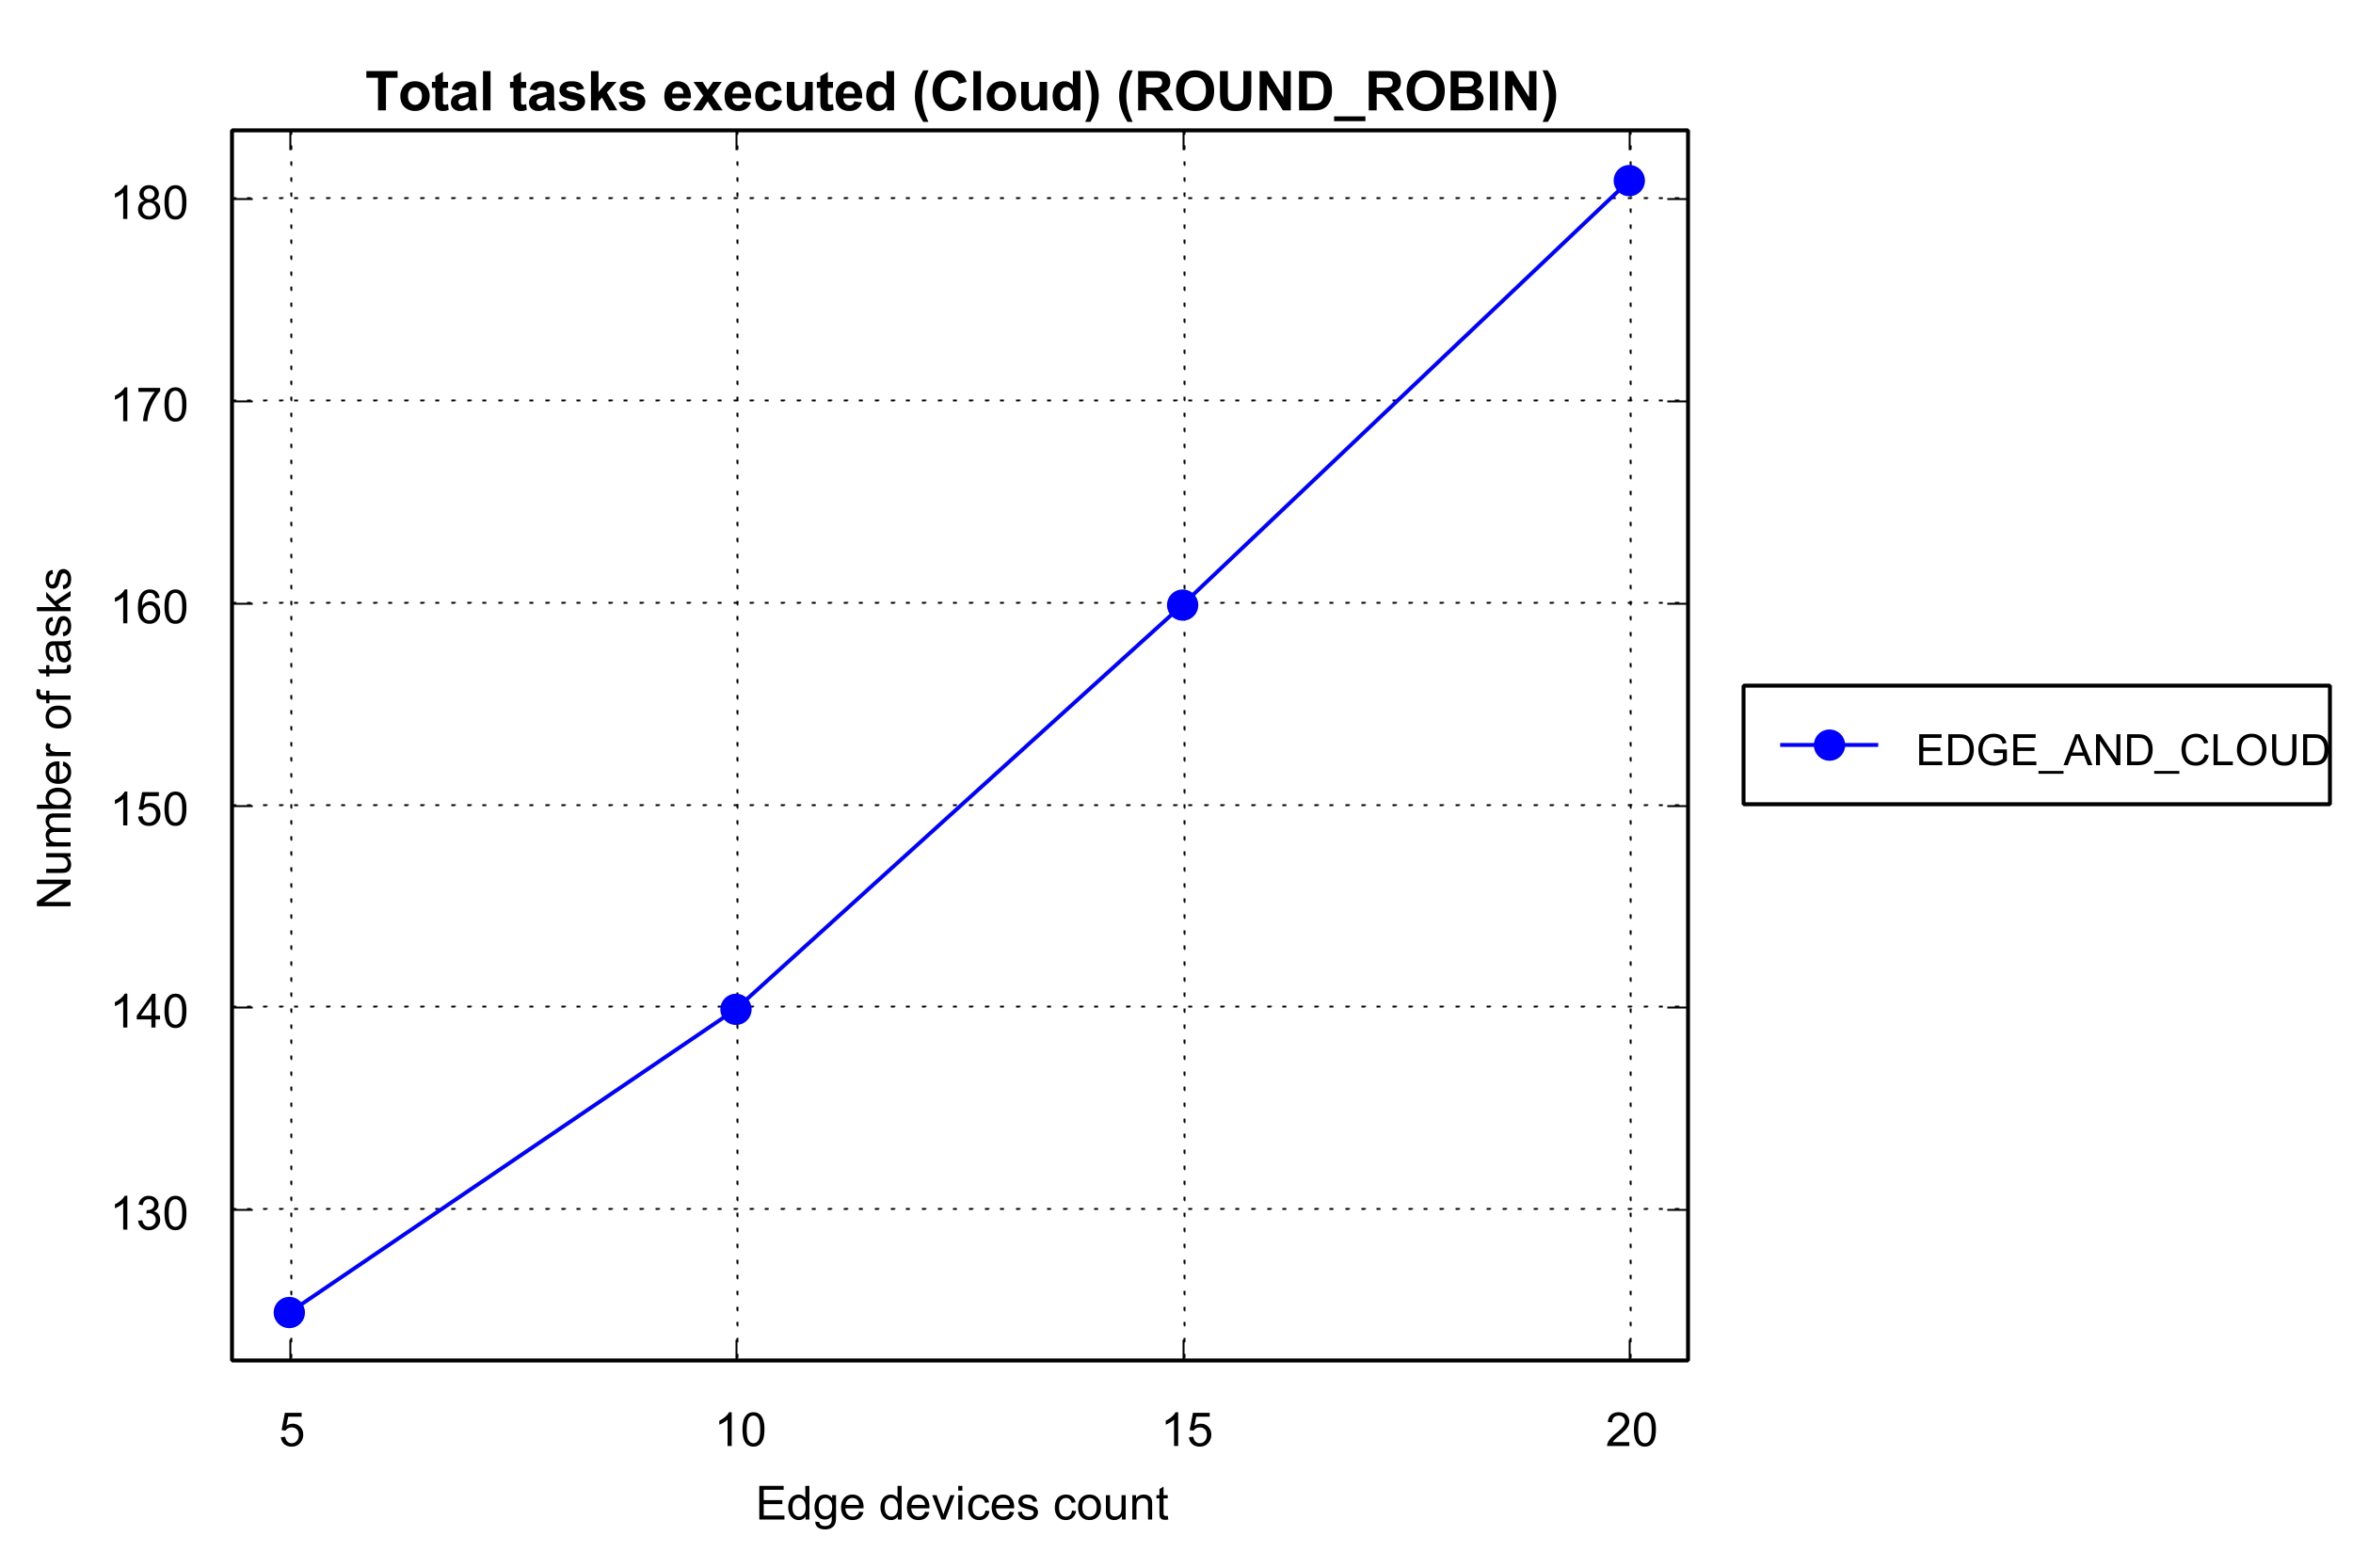 Total tasks executed (Cloud) (ROUND_ROBIN)
180
170
160
150
140
130
Number of tasks
5 10 15 20
Edge devices count
EDGE_AND_CLOUD